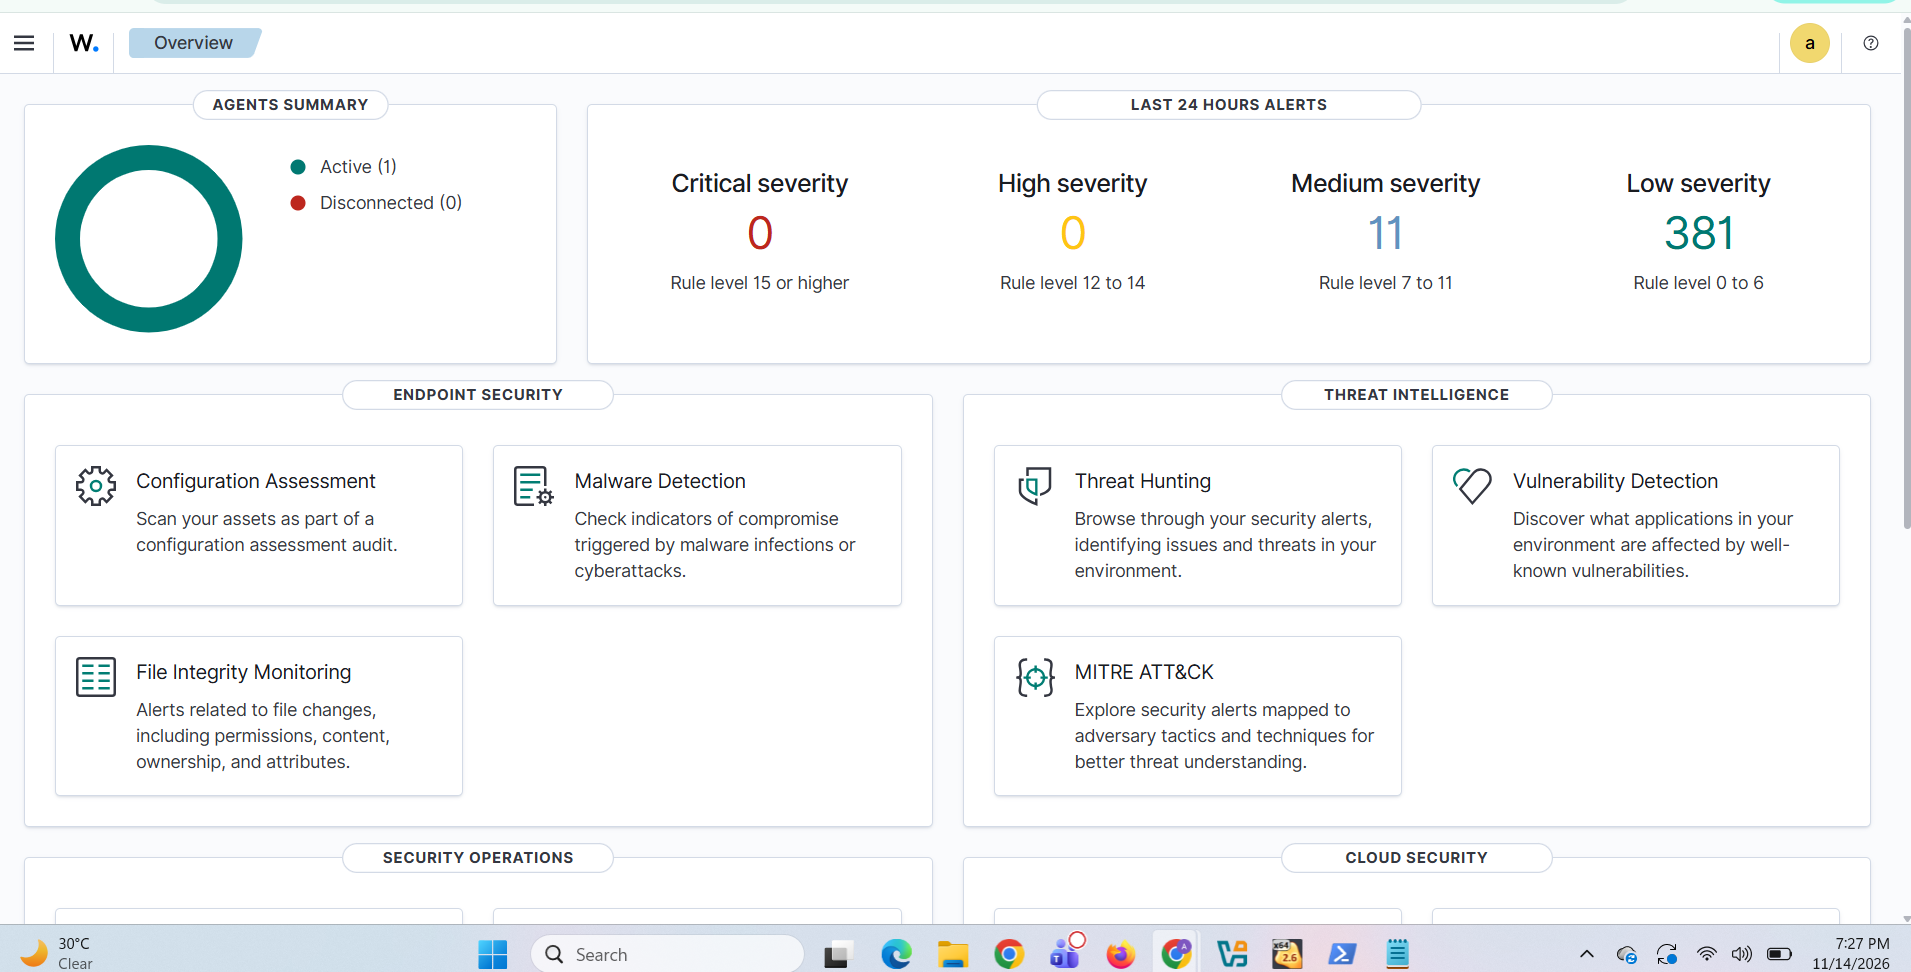 W.
Overview
a
AGENTS SUMMARY
Active (1)
Disconnected (0)
LAST 24 HOURS ALERTS
Critical severity
0
Rule level 15 or higher
High severity
0
Rule level 12 to 14
Medium severity
11
Rule level 7 to 11
Low severity
381
Rule level 0 to 6
ENDPOINT SECURITY
Configuration Assessment
Scan your assets as part of a
configuration assessment audit.
Malware Detection
Check indicators of compromise
triggered by malware infections or
cyberattacks.
File Integrity Monitoring
Alerts related to file changes,
including permissions, content,
ownership, and attributes.
THREAT INTELLIGENCE
Threat Hunting
Browse through your security alerts,
identifying issues and threats in your
environment.
Vulnerability Detection
Discover what applications in your
environment are affected by well-
known vulnerabilities.
MITRE ATT&CK
Explore security alerts mapped to
adversary tactics and techniques for
better threat understanding.
SECURITY OPERATIONS
CLOUD SECURITY
30°C
Clear
Search
x64
2.6
7:27 PM
11/14/2026